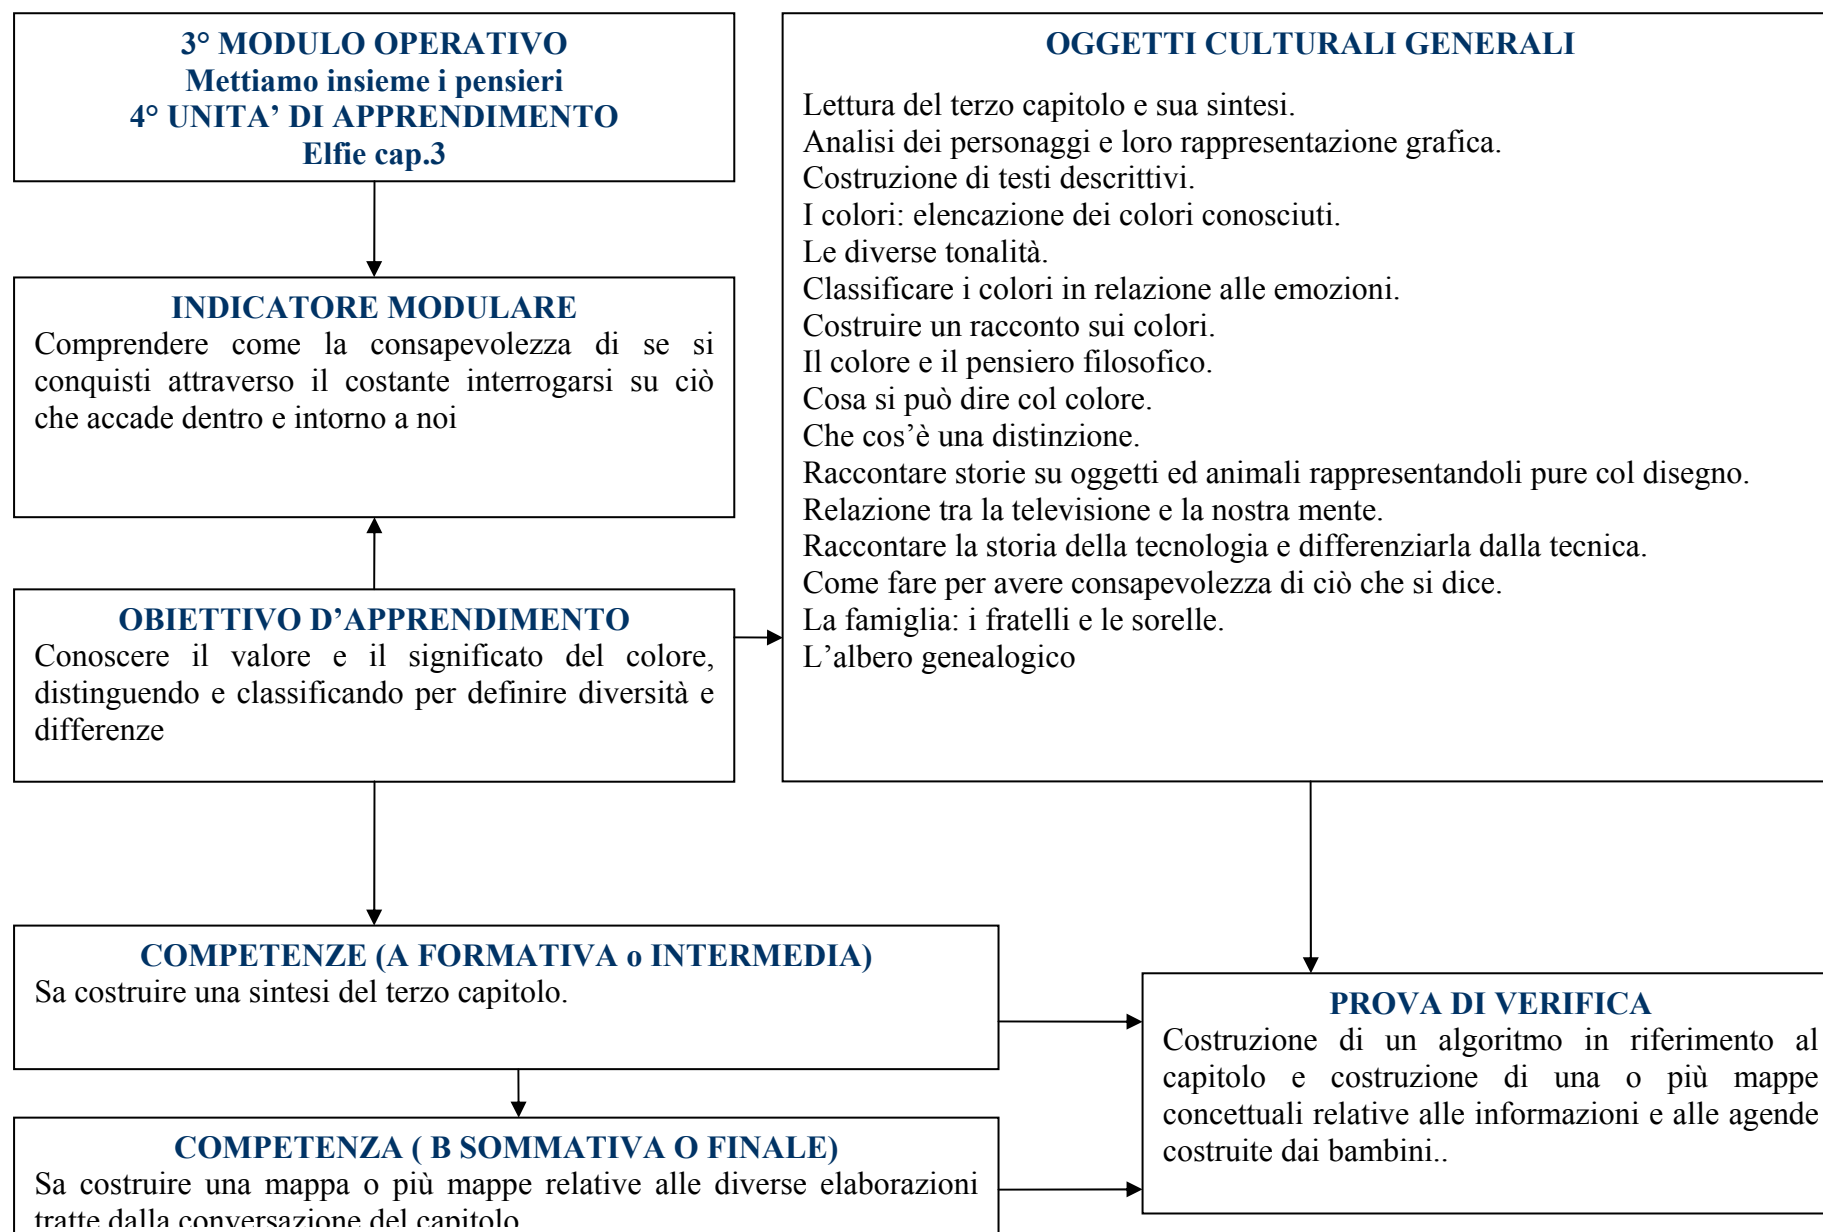 3° MODULO OPERATIVO
Mettiamo insieme i pensieri
4° UNITA’ DI APPRENDIMENTO
Elfie cap.3
INDICATORE MODULARE
Comprendere come la consapevolezza di se si
conquisti attraverso il costante interrogarsi su ciò
che accade dentro e intorno a noi
OBIETTIVO D’APPRENDIMENTO
Conoscere il valore e il significato del colore,
distinguendo e classificando per definire diversità e
differenze
OGGETTI CULTURALI GENERALI
Lettura del terzo capitolo e sua sintesi.
Analisi dei personaggi e loro rappresentazione grafica.
Costruzione di testi descrittivi.
I colori: elencazione dei colori conosciuti.
Le diverse tonalità.
Classificare i colori in relazione alle emozioni.
Costruire un racconto sui colori.
Il colore e il pensiero filosofico.
Cosa si può dire col colore.
Che cos’è una distinzione.
Raccontare storie su oggetti ed animali rappresentandoli pure col disegno.
Relazione tra la televisione e la nostra mente.
Raccontare la storia della tecnologia e differenziarla dalla tecnica.
Come fare per avere consapevolezza di ciò che si dice.
La famiglia: i fratelli e le sorelle.
L’albero genealogico
COMPETENZE (A FORMATIVA o INTERMEDIA)
Sa costruire una sintesi del terzo capitolo.
COMPETENZA ( B SOMMATIVA O FINALE)
Sa costruire una mappa o più mappe relative alle diverse elaborazioni
tratte dalla conversazione del capitolo
PROVA DI VERIFICA
Costruzione di un algoritmo in riferimento al
capitolo e costruzione di una o più mappe
concettuali relative alle informazioni e alle agende
costruite dai bambini..